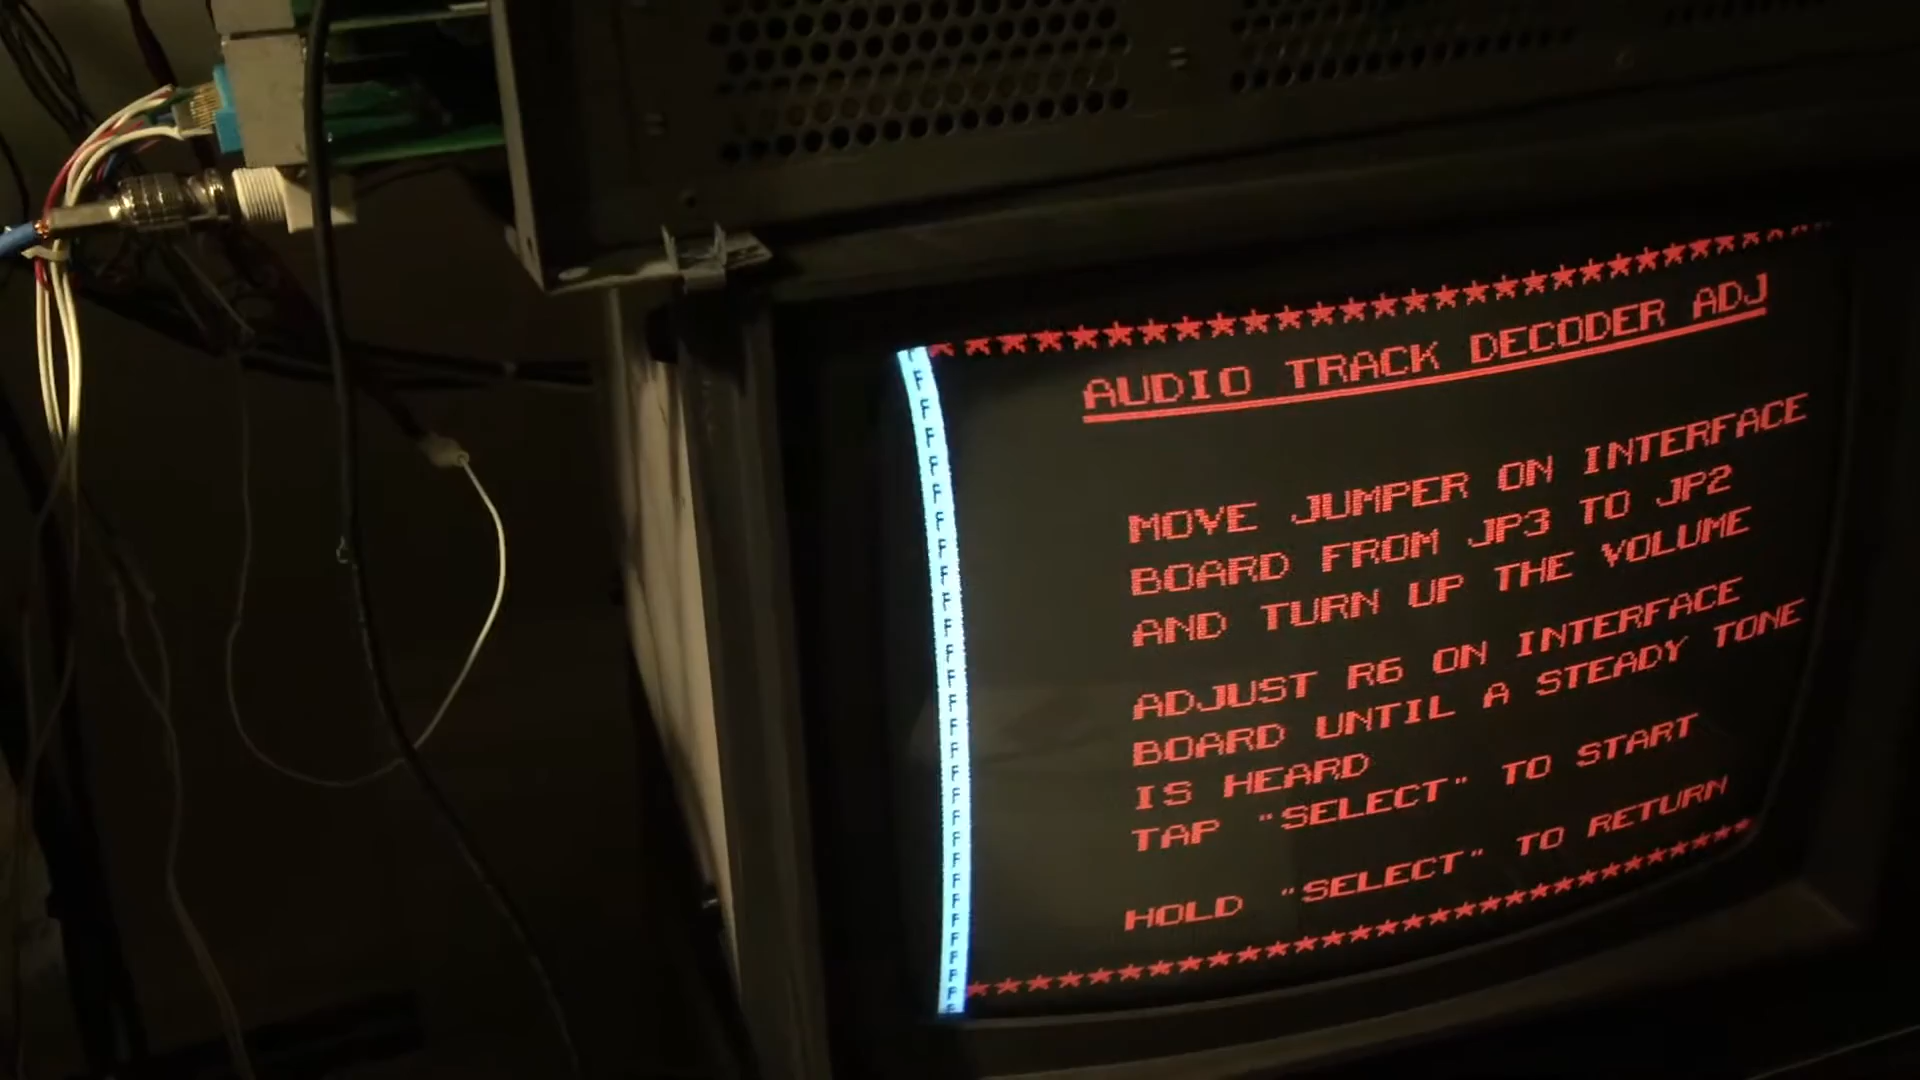 AUDIO TRACK DECODER ADJ
MOVE JUMPER ON INTERFACE
BOARD FROM JP3 TO JP2
AND TURN UP THE VOLUME
ADJUST R6 ON INTERFACE
BOARD UNTIL A STEADY TONE
IS HEARD
TAP "SELECT" TO START
HOLD "SELECT" TO RETURN